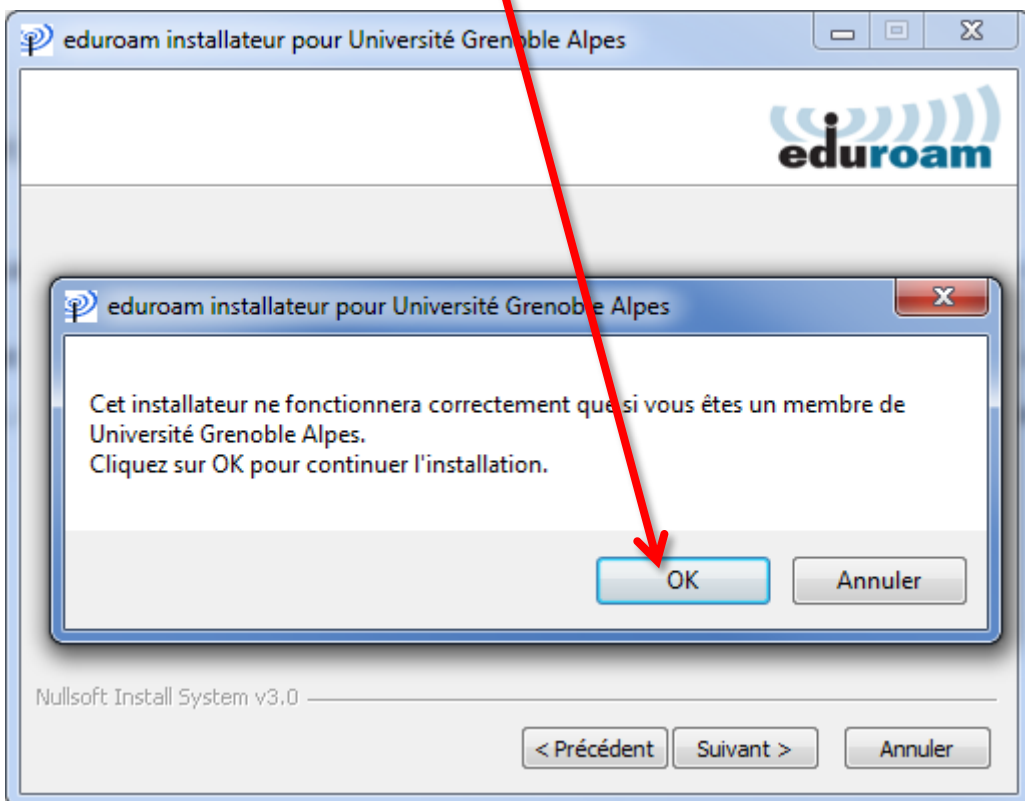 eduroam installateur pour Université Grenoble Alpes
eduroam
eduroam installateur pour Université Grenoble Alpes
Cet installateur ne fonctionnera correctement que si vous êtes un membre de
Université Grenoble Alpes.
Cliquez sur OK pour continuer l'installation.
OK
Annuler
Nullsoft Install System v3.0
< Précédent
Suivant >
Annuler